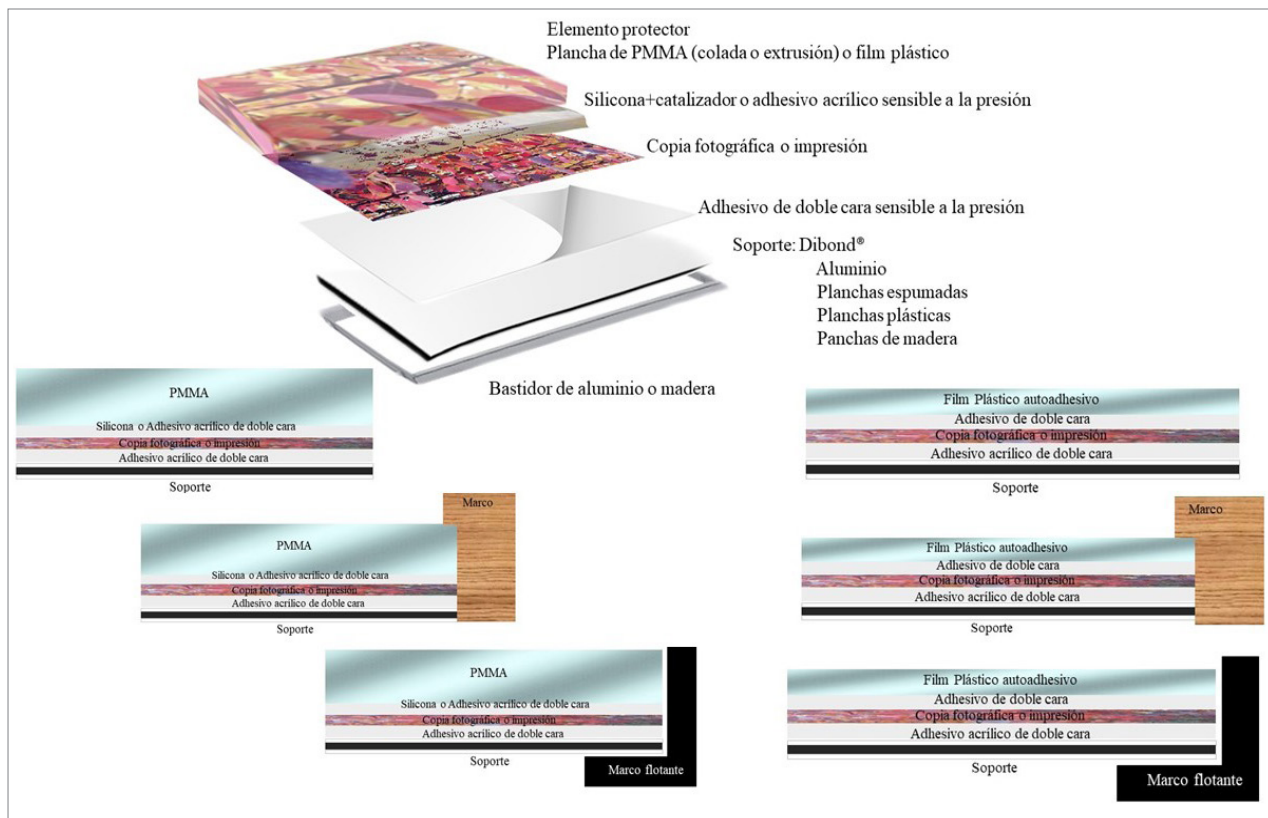 Elemento protector
Plancha de PMMA (colada o extrusión) o film plástico
Silicona+catalizador o adhesivo acrílico sensible a la presión
Copia fotográfica o impresión
Adhesivo de doble cara sensible a la presión
Soporte: Dibond®
Aluminio
Planchas espumadas
Planchas plásticas
Panchas de madera
Bastidor de aluminio o madera
PMMA
Silicona o Adhesivo acrílico de doble cara
Copia fotográfica o impresión
Adhesivo acrílico de doble cara
Soporte
Film Plástico autoadhesivo
Adhesivo de doble cara
Copia fotográfica o impresión
Adhesivo acrílico de doble cara
Soporte
Marco
PMMA
Silicona o Adhesivo acrílico de doble cara
Copia fotográfica o impresión
Adhesivo acrílico de doble cara
Soporte
Marco
Film Plástico autoadhesivo
Adhesivo de doble cara
Copia fotográfica o impresión
Adhesivo acrílico de doble cara
Soporte
PMMA
Silicona o Adhesivo acrílico de doble cara
Copia fotográfica o impresión
Adhesivo acrílico de doble cara
Soporte
Marco flotante
Film Plástico autoadhesivo
Adhesivo de doble cara
Copia fotográfica o impresión
Adhesivo acrílico de doble cara
Soporte
Marco flotante